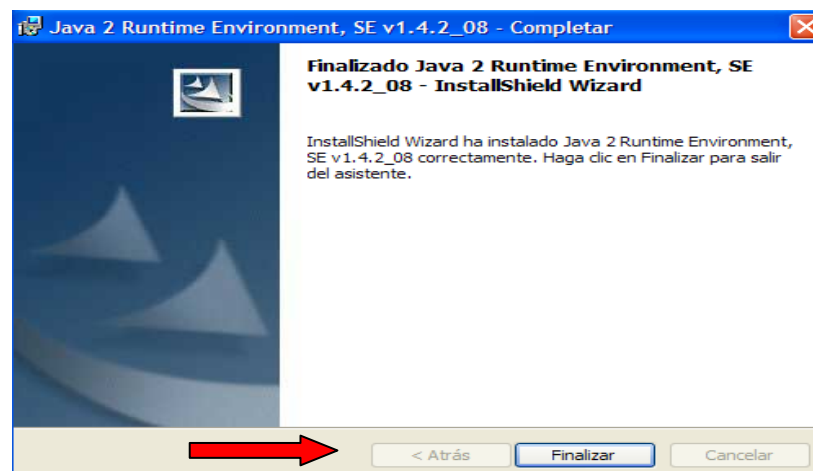 Java 2 Runtime Environment, SE v1.4.2_08 - Completar
Finalizado Java 2 Runtime Environment, SE
v1.4.2_08 - InstallShield Wizard
InstallShield Wizard ha instalado Java 2 Runtime Environment,
SE v1.4.2_08 correctamente. Haga clic en Finalizar para salir
del asistente.
< Atrás Finalizar Cancelar